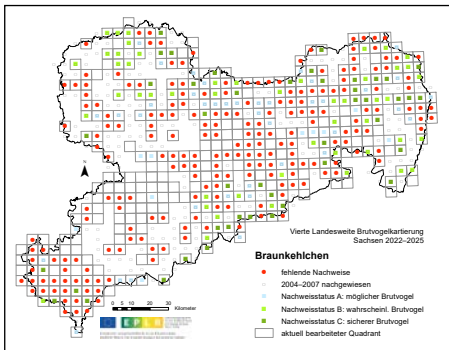 N
Vierte Landesweite Brutvogelkartierung
Sachsen 2022–2025
Braunkehlchen
fehlende Nachweise
2004–2007 nachgewiesen
Nachweisstatus A: möglicher Brutvogel
Nachweisstatus B: wahrscheinl. Brutvogel
Nachweisstatus C: sicherer Brutvogel
aktuell bearbeiteter Quadrant
0 5 10 20 30
Kilometer